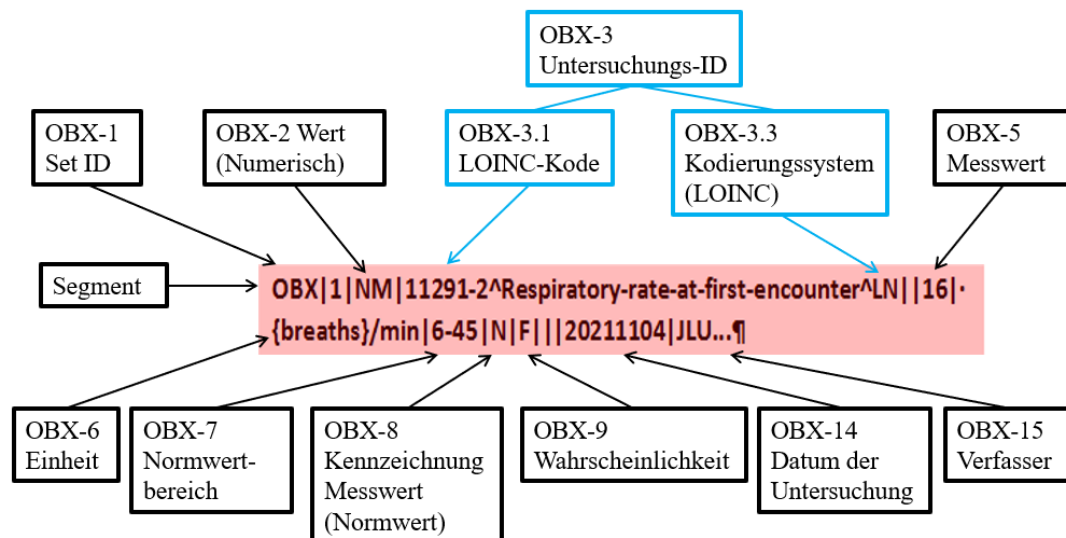 OBX-3
Untersuchungs-ID
OBX-1
Set ID
OBX-2 Wert
(Numerisch)
OBX-3.1
LOINC-Kode
OBX-3.3
Kodierungssystem
(LOINC)
OBX-5
Messwert
Segment
OBX|1|NM|11291-2^Respiratory-rate-at-first-encounter^LN||16|·
{breaths}/min|6-45|N|F|||20211104|JLU...¶
OBX-6
Einheit
OBX-7
Normwert-
bereich
OBX-8
Kennzeichnung
Messwert
(Normwert)
OBX-9
Wahrscheinlichkeit
OBX-14
Datum der
Untersuchung
OBX-15
Verfasser